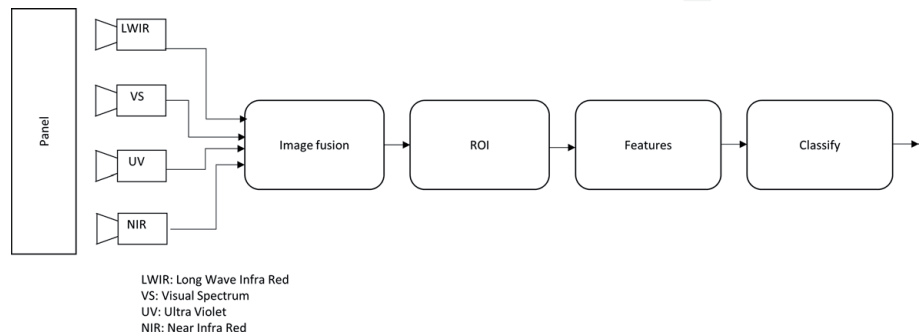 Panel
LWIR
VS
UV
NIR
Image fusion
ROI
Features
Classify
LWIR: Long Wave Infra Red
VS: Visual Spectrum
UV: Ultra Violet
NIR: Near Infra Red